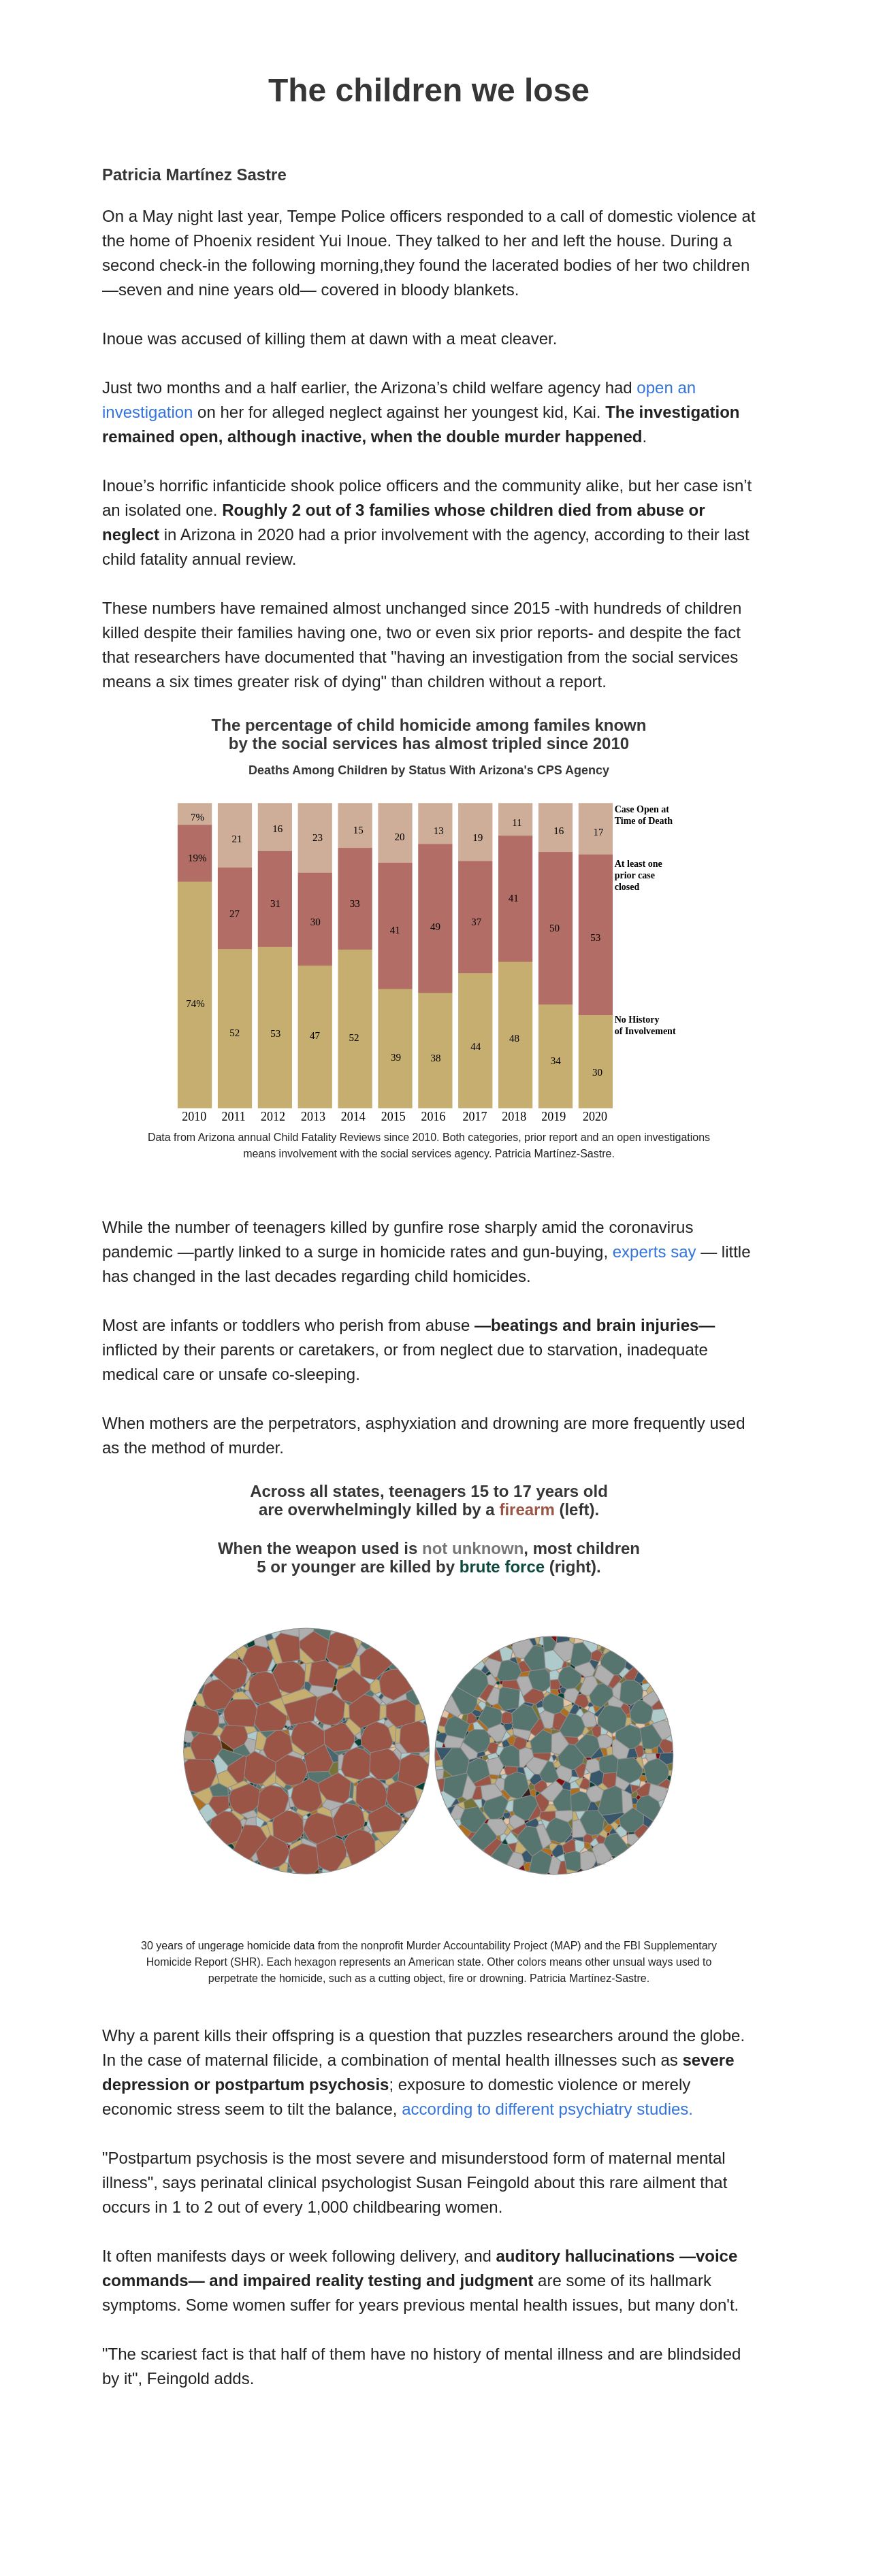 The children we lose
Patricia Martínez Sastre
On a May night last year, Tempe Police officers responded to a call of domestic violence at
the home of Phoenix resident Yui Inoue. They talked to her and left the house. During a
second check-in the following morning,they found the lacerated bodies of her two children
—seven and nine years old— covered in bloody blankets.
Inoue was accused of killing them at dawn with a meat cleaver.
Just two months and a half earlier, the Arizona's child welfare agency had open an
investigation on her for alleged neglect against her youngest kid, Kai. The investigation
remained open, although inactive, when the double murder happened.
Inoue's horrific infanticide shook police officers and the community alike, but her case isn't
an isolated one. Roughly 2 out of 3 families whose children died from abuse or
neglect in Arizona in 2020 had a prior involvement with the agency, according to their last
child fatality annual review.
These numbers have remained almost unchanged since 2015 -with hundreds of children
killed despite their families having one, two or even six prior reports- and despite the fact
that researchers have documented that "having an investigation from the social services
means a six times greater risk of dying" than children without a report.
The percentage of child homicide among familes known
by the social services has almost tripled since 2010
Deaths Among Children by Status With Arizona's CPS Agency
7% 21 16 23 15 20 13 19 11 16 17
Case Open at
Time of Death
19% 27 31 30 33 41 49 37 41 50 53
At least one
prior case
closed
74% 52 53 47 52 39 38 44 48 34 30
No History
of Involvement
2010 2011 2012 2013 2014 2015 2016 2017 2018 2019 2020
Data from Arizona annual Child Fatality Reviews since 2010. Both categories, prior report and an open investigations
means involvement with the social services agency. Patricia Martínez-Sastre.
While the number of teenagers killed by gunfire rose sharply amid the coronavirus
pandemic —partly linked to a surge in homicide rates and gun-buying, experts say — little
has changed in the last decades regarding child homicides.
Most are infants or toddlers who perish from abuse —beatings and brain injuries—
inflicted by their parents or caretakers, or from neglect due to starvation, inadequate
medical care or unsafe co-sleeping.
When mothers are the perpetrators, asphyxiation and drowning are more frequently used
as the method of murder.
Across all states, teenagers 15 to 17 years old
are overwhelmingly killed by a firearm (left).
When the weapon used is not unknown, most children
5 or younger are killed by brute force (right).
30 years of ungerage homicide data from the nonprofit Murder Accountability Project (MAP) and the FBI Supplementary
Homicide Report (SHR). Each hexagon represents an American state. Other colors means other unusual ways used to
perpetrate the homicide, such as a cutting object, fire or drowning. Patricia Martínez-Sastre.
Why a parent kills their offspring is a question that puzzles researchers around the globe.
In the case of maternal filicide, a combination of mental health illnesses such as severe
depression or postpartum psychosis; exposure to domestic violence or merely
economic stress seem to tilt the balance, according to different psychiatry studies.
"Postpartum psychosis is the most severe and misunderstood form of maternal mental
illness", says perinatal clinical psychologist Susan Feingold about this rare ailment that
occurs in 1 to 2 out of every 1,000 childbearing women.
It often manifests days or week following delivery, and auditory hallucinations —voice
commands— and impaired reality testing and judgment are some of its hallmark
symptoms. Some women suffer for years previous mental health issues, but many don't.
"The scariest fact is that half of them have no history of mental illness and are blindsided
by it", Feingold adds.